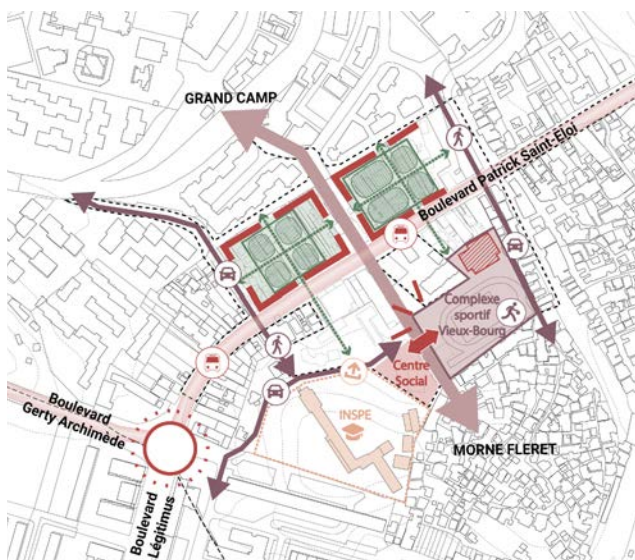 GRAND CAMP
Boulevard Patrick Saint-Eloi
Complexe
sportif
Vieux-Bourg
Centre
Social
INSPE
MORNE FLERET
Boulevard
Gerty Archimède
Boulevard
Légitimus